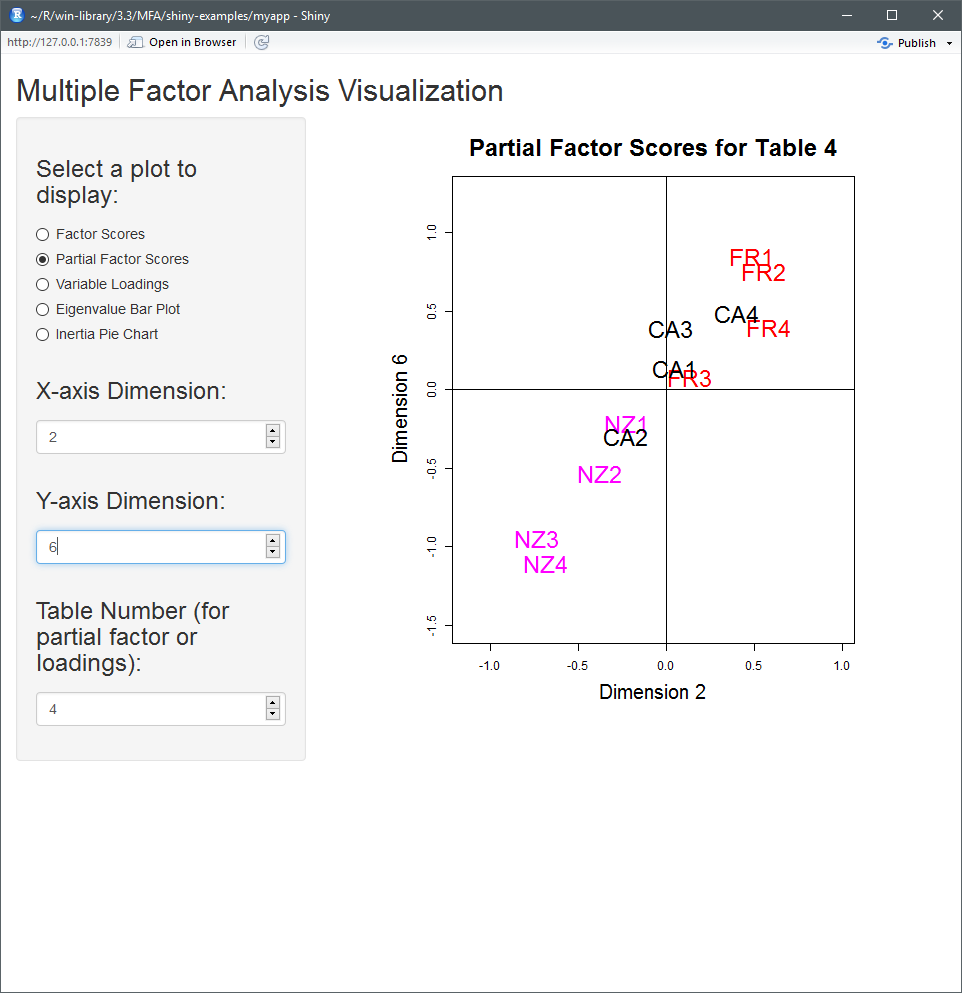 ~/R/win-library/3.3/MFA/shiny-examples/myapp - Shiny
http://127.0.0.1:7839 Open in Browser Publish
Multiple Factor Analysis Visualization
Select a plot to
display:
Factor Scores
Partial Factor Scores
Variable Loadings
Eigenvalue Bar Plot
Inertia Pie Chart
X-axis Dimension:
2
Y-axis Dimension:
6
Table Number (for
partial factor or
loadings):
4
Partial Factor Scores for Table 4
Dimension 6
1.0
0.5
0.0
-0.5
-1.0
-1.5
FR1
FR2
CA4
FR4
CA3
CA1
FR3
NZ1
CA2
NZ2
NZ3
NZ4
-1.0 -0.5 0.0 0.5 1.0
Dimension 2